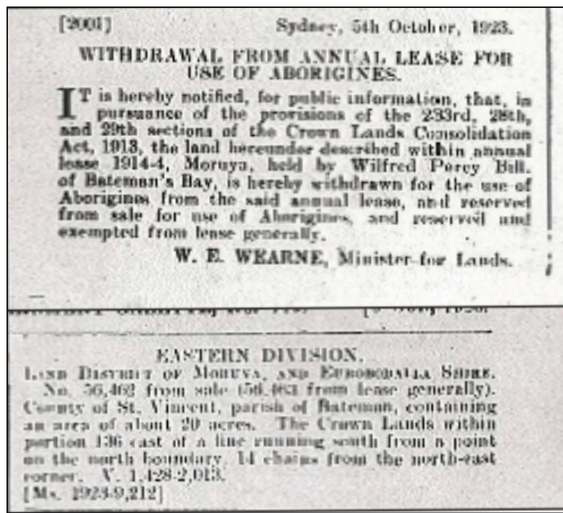 [2001] Sydney, 5th October, 1923.
WITHDRAWAL FROM ANNUAL LEASE FOR
USE OF ABORIGINES.
IT is hereby notified, for public information, that, in
pursuance of the provisions of the 233rd, 28th,
and 29th sections of the Crown Lands Consolidation
Act, 1913, the land hereunder described within annual
lease 1914-4, Moruya, held by Wilfred Percy Bill,
of Bateman's Bay, is hereby withdrawn for the use of
Aborigines from the said annual lease, and reserved
from sale for use of Aborigines, and reserved and
exempted from lease generally.
W. E. WEARNE, Minister for Lands.
EASTERN DIVISION.
LAND DISTRICT OF MORUYA, AND EUROBODALLA SHIRE.
No. 56,462 from sale (56,463 from lease generally).
County of St. Vincent, parish of Bateman, containing
an area of about 20 acres. The Crown Lands within
portion 136 east of a line running south from a point
on the north boundary, 14 chains from the north-east
corner. V. 1,428-2,013.
[Ms. 1923-9,212]